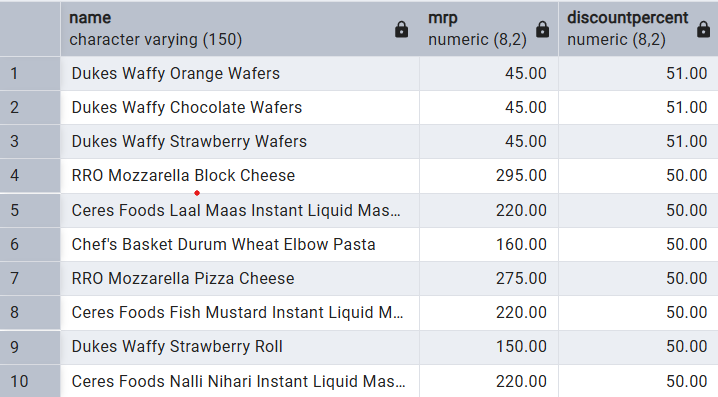 name mrp discountpercent
character varying (150) numeric (8,2) numeric (8,2)
1 Dukes Waffy Orange Wafers 45.00 51.00
2 Dukes Waffy Chocolate Wafers 45.00 51.00
3 Dukes Waffy Strawberry Wafers 45.00 51.00
4 RRO Mozzarella Block Cheese 295.00 50.00
5 Ceres Foods Laal Maas Instant Liquid Mas... 220.00 50.00
6 Chef's Basket Durum Wheat Elbow Pasta 160.00 50.00
7 RRO Mozzarella Pizza Cheese 275.00 50.00
8 Ceres Foods Fish Mustard Instant Liquid M... 220.00 50.00
9 Dukes Waffy Strawberry Roll 150.00 50.00
10 Ceres Foods Nalli Nihari Instant Liquid Mas... 220.00 50.00